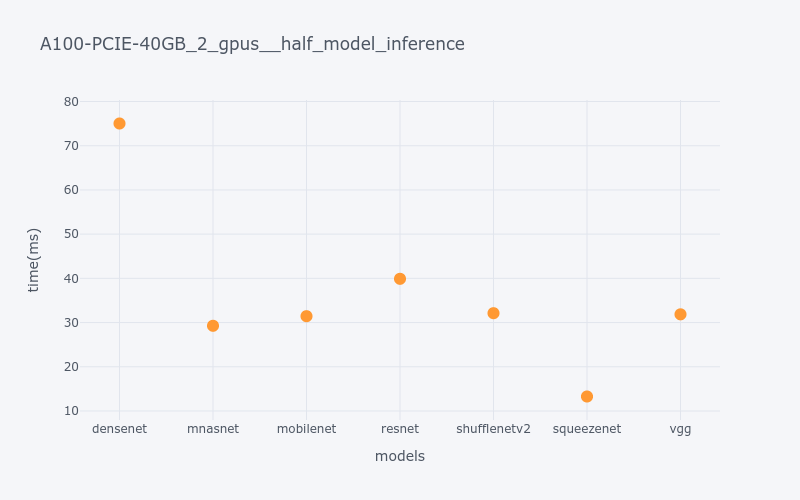 A100-PCIE-40GB_2_gpus__half_model_inference
time(ms)
80
70
60
50
40
30
20
10
densenet mnasnet mobilenet resnet shufflenetv2 squeezenet vgg
models